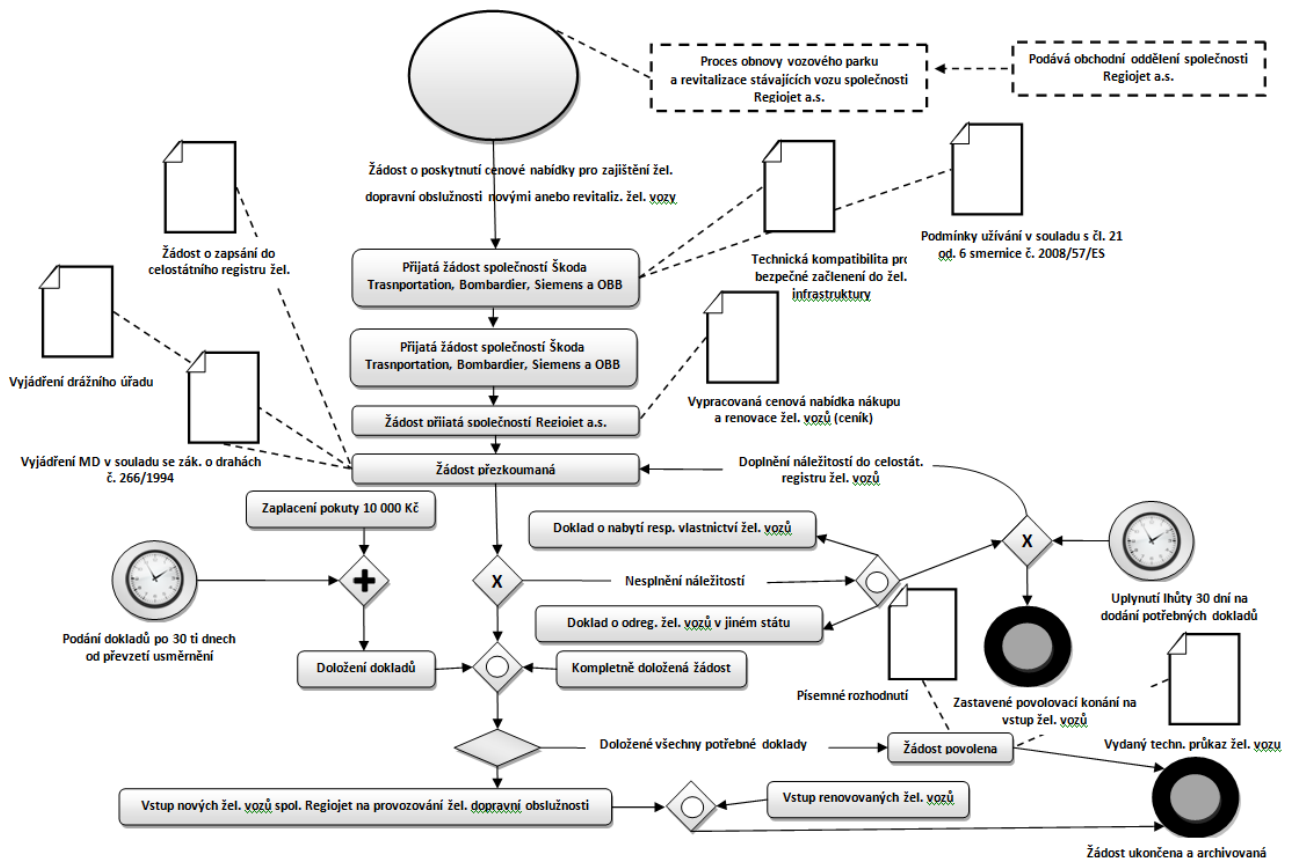 Proces obnovy vozového parku
a revitalizace stávajících vozu společnosti
Regiojet a.s.
Podává obchodní oddělení společnosti
Regiojet a.s.
Žádost o poskytnutí cenové nabídky pro zajištění žel.
dopravní obslužnosti novými anebo revitaliz. žel. vozy
Žádost o zapsání do
celostátního registru žel.
Podmínky užívání v souladu s čl. 21
od. 6 smernice č. 2008/57/ES
Technická kompatibilita pro
bezpečné začlenení do žel.
infrastruktury
Přijatá žádost společností Škoda
Trasnportation, Bombardier, Siemens a OBB
Přijatá žádost společností Škoda
Trasnportation, Bombardier, Siemens a OBB
Vyjádření drážního úřadu
Vypracovaná cenová nabídka nákupu
a renovace žel. vozů (ceník)
Žádost přijatá společností Regiojet a.s.
Vyjádření MD v souladu se zák. o drahách
č. 266/1994
Žádost přezkoumaná
Doplnění náležitostí do celostát.
registru žel. vozů
Zaplacení pokuty 10 000 Kč
Doklad o nabytí resp. vlastnictví žel. vozů
X
X
Nesplnění náležitostí
Uplynutí lhůty 30 dní na
dodání potřebných dokladů
Doklad o odreg. žel. vozů v jiném státu
Podání dokladů po 30 ti dnech
od převzetí usměrnění
Doložení dokladů
Kompletně doložená žádost
Písemné rozhodnutí
Zastavené povolovací konání na
vstup žel. vozů
Doložené všechny potřebné doklady
Žádost povolena
Vydaný techn. průkaz žel. vozu
Vstup nových žel. vozů spol. Regiojet na provozování žel. dopravní obslužnosti
Vstup renovovaných žel. vozů
Žádost ukončena a archivovaná